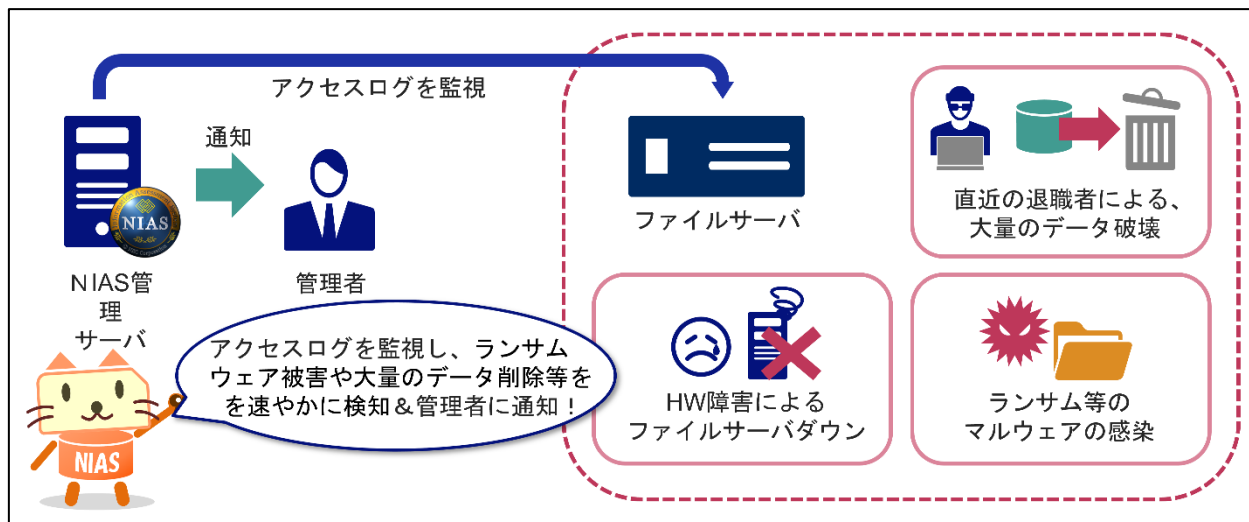 アクセスログを監視
通知
NIAS
NIAS管
理
サーバ
管理者
ファイルサーバ
直近の退職者による、
大量のデータ破壊
HW障害による
ファイルサーバダウン
ランサム等の
マルウェアの感染
アクセスログを監視し、ランサム
ウェア被害や大量のデータ削除等を
を速やかに検知＆管理者に通知！
NIAS